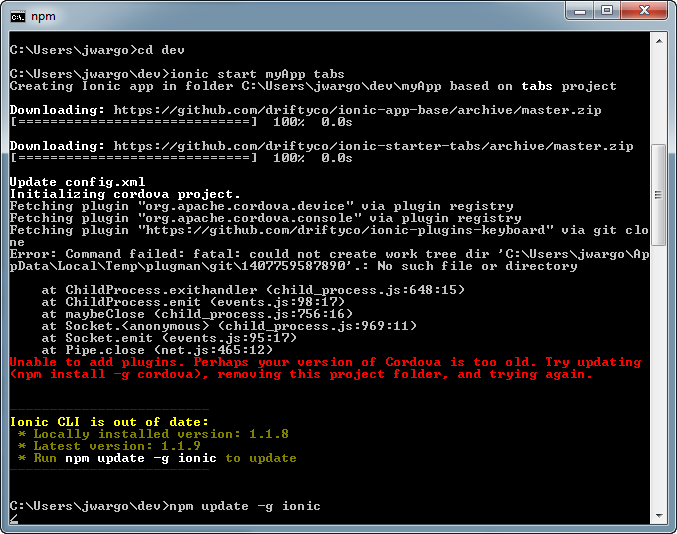 npm
C:\Users\jwargo>cd dev
C:\Users\jwargo\dev>ionic start myApp tabs
Creating Ionic app in folder C:\Users\jwargo\dev\myApp based on tabs project
Downloading: https://github.com/driftyco/ionic-app-base/archive/master.zip
[=============================]  100%  0.0s
Downloading: https://github.com/driftyco/ionic-starter-tabs/archive/master.zip
[=============================]  100%  0.0s
Update config.xml
Initializing cordova project.
Fetching plugin "org.apache.cordova.device" via plugin registry
Fetching plugin "org.apache.cordova.console" via plugin registry
Fetching plugin "https://github.com/driftyco/ionic-plugins-keyboard" via git clo
ne
Error: Command failed: fatal: could not create work tree dir 'C:\Users\jwargo\Ap
pData\Local\Temp\plugman\git\1407759587890'.: No such file or directory
    at ChildProcess.exithandler (child_process.js:648:15)
    at ChildProcess.emit (events.js:98:17)
    at maybeClose (child_process.js:756:16)
    at Socket.<anonymous> (child_process.js:969:11)
    at Socket.emit (events.js:95:17)
    at Pipe.close (net.js:465:12)
Unable to add plugins. Perhaps your version of Cordova is too old. Try updating
(npm install -g cordova), removing this project folder, and trying again.
Ionic CLI is out of date:
 * Locally installed version: 1.1.8
 * Latest version: 1.1.9
 * Run npm update -g ionic to update
C:\Users\jwargo\dev>npm update -g ionic
/